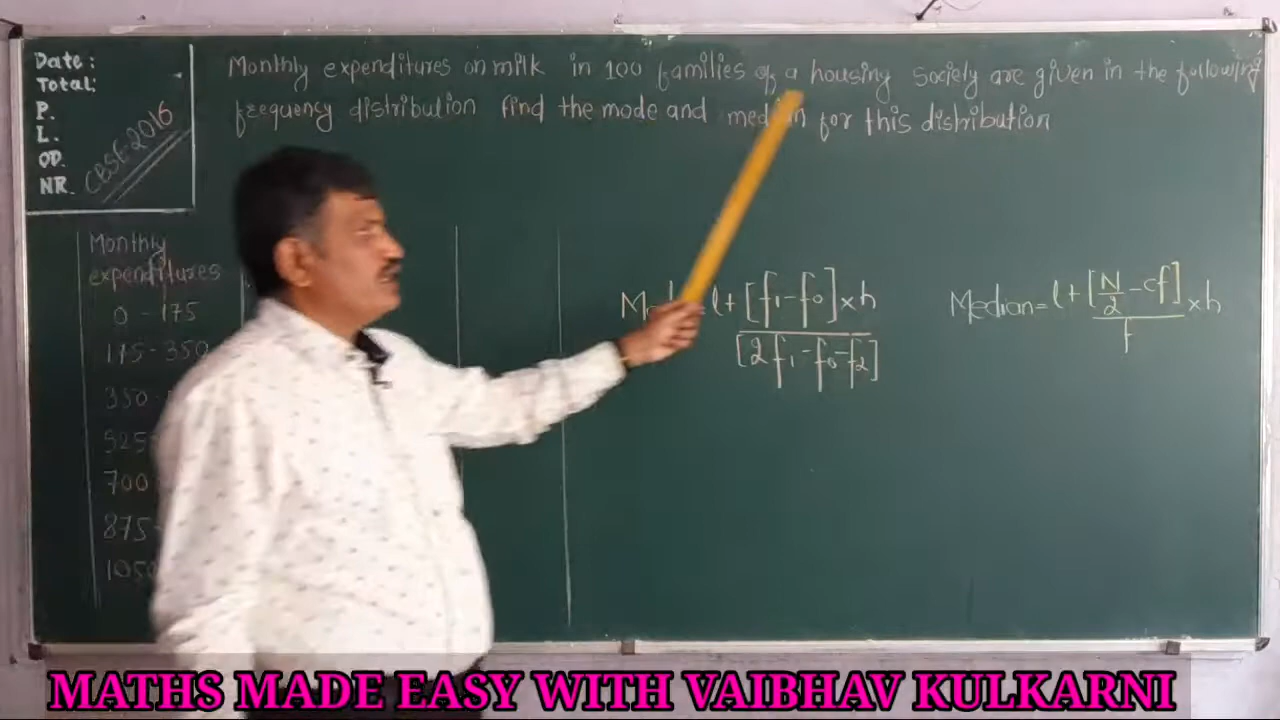 Date:
Total:
P.
L.
OP.
NR.
CBSE-2016
Monthly expenditures on milk in 100 families of a housing Society are given in the following
frequency distribution find the mode and median for this distribution
Monthly
expenditures
0 - 175
175 - 350
350
525
700
875
1050
l+ [f₁-f₀]×h
[2f₁-f₀-f₂]
Median= l+ [N/2 -cf]×h
f
MATHS MADE EASY WITH VAIBHAV KULKARNI